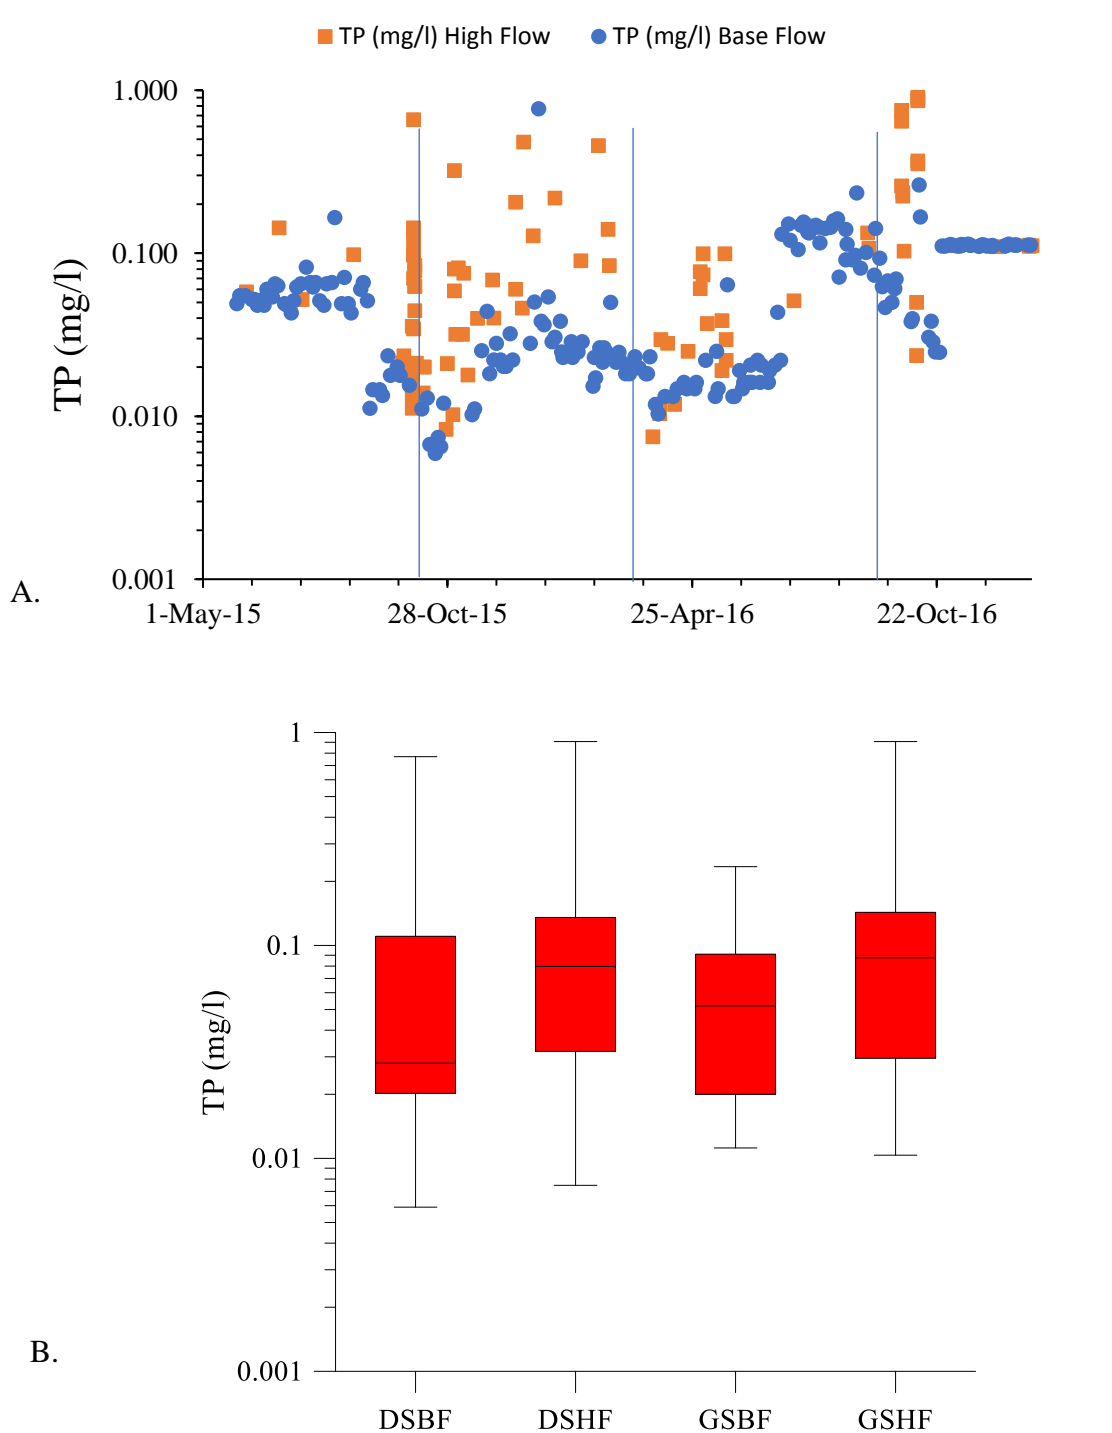 TP (mg/l) High Flow TP (mg/l) Base Flow
1.000
0.100
0.010
0.001
TP (mg/l)
A.
1-May-15 28-Oct-15 25-Apr-16 22-Oct-16
1
0.1
0.01
0.001
TP (mg/l)
B.
DSBF DSHF GSBF GSHF